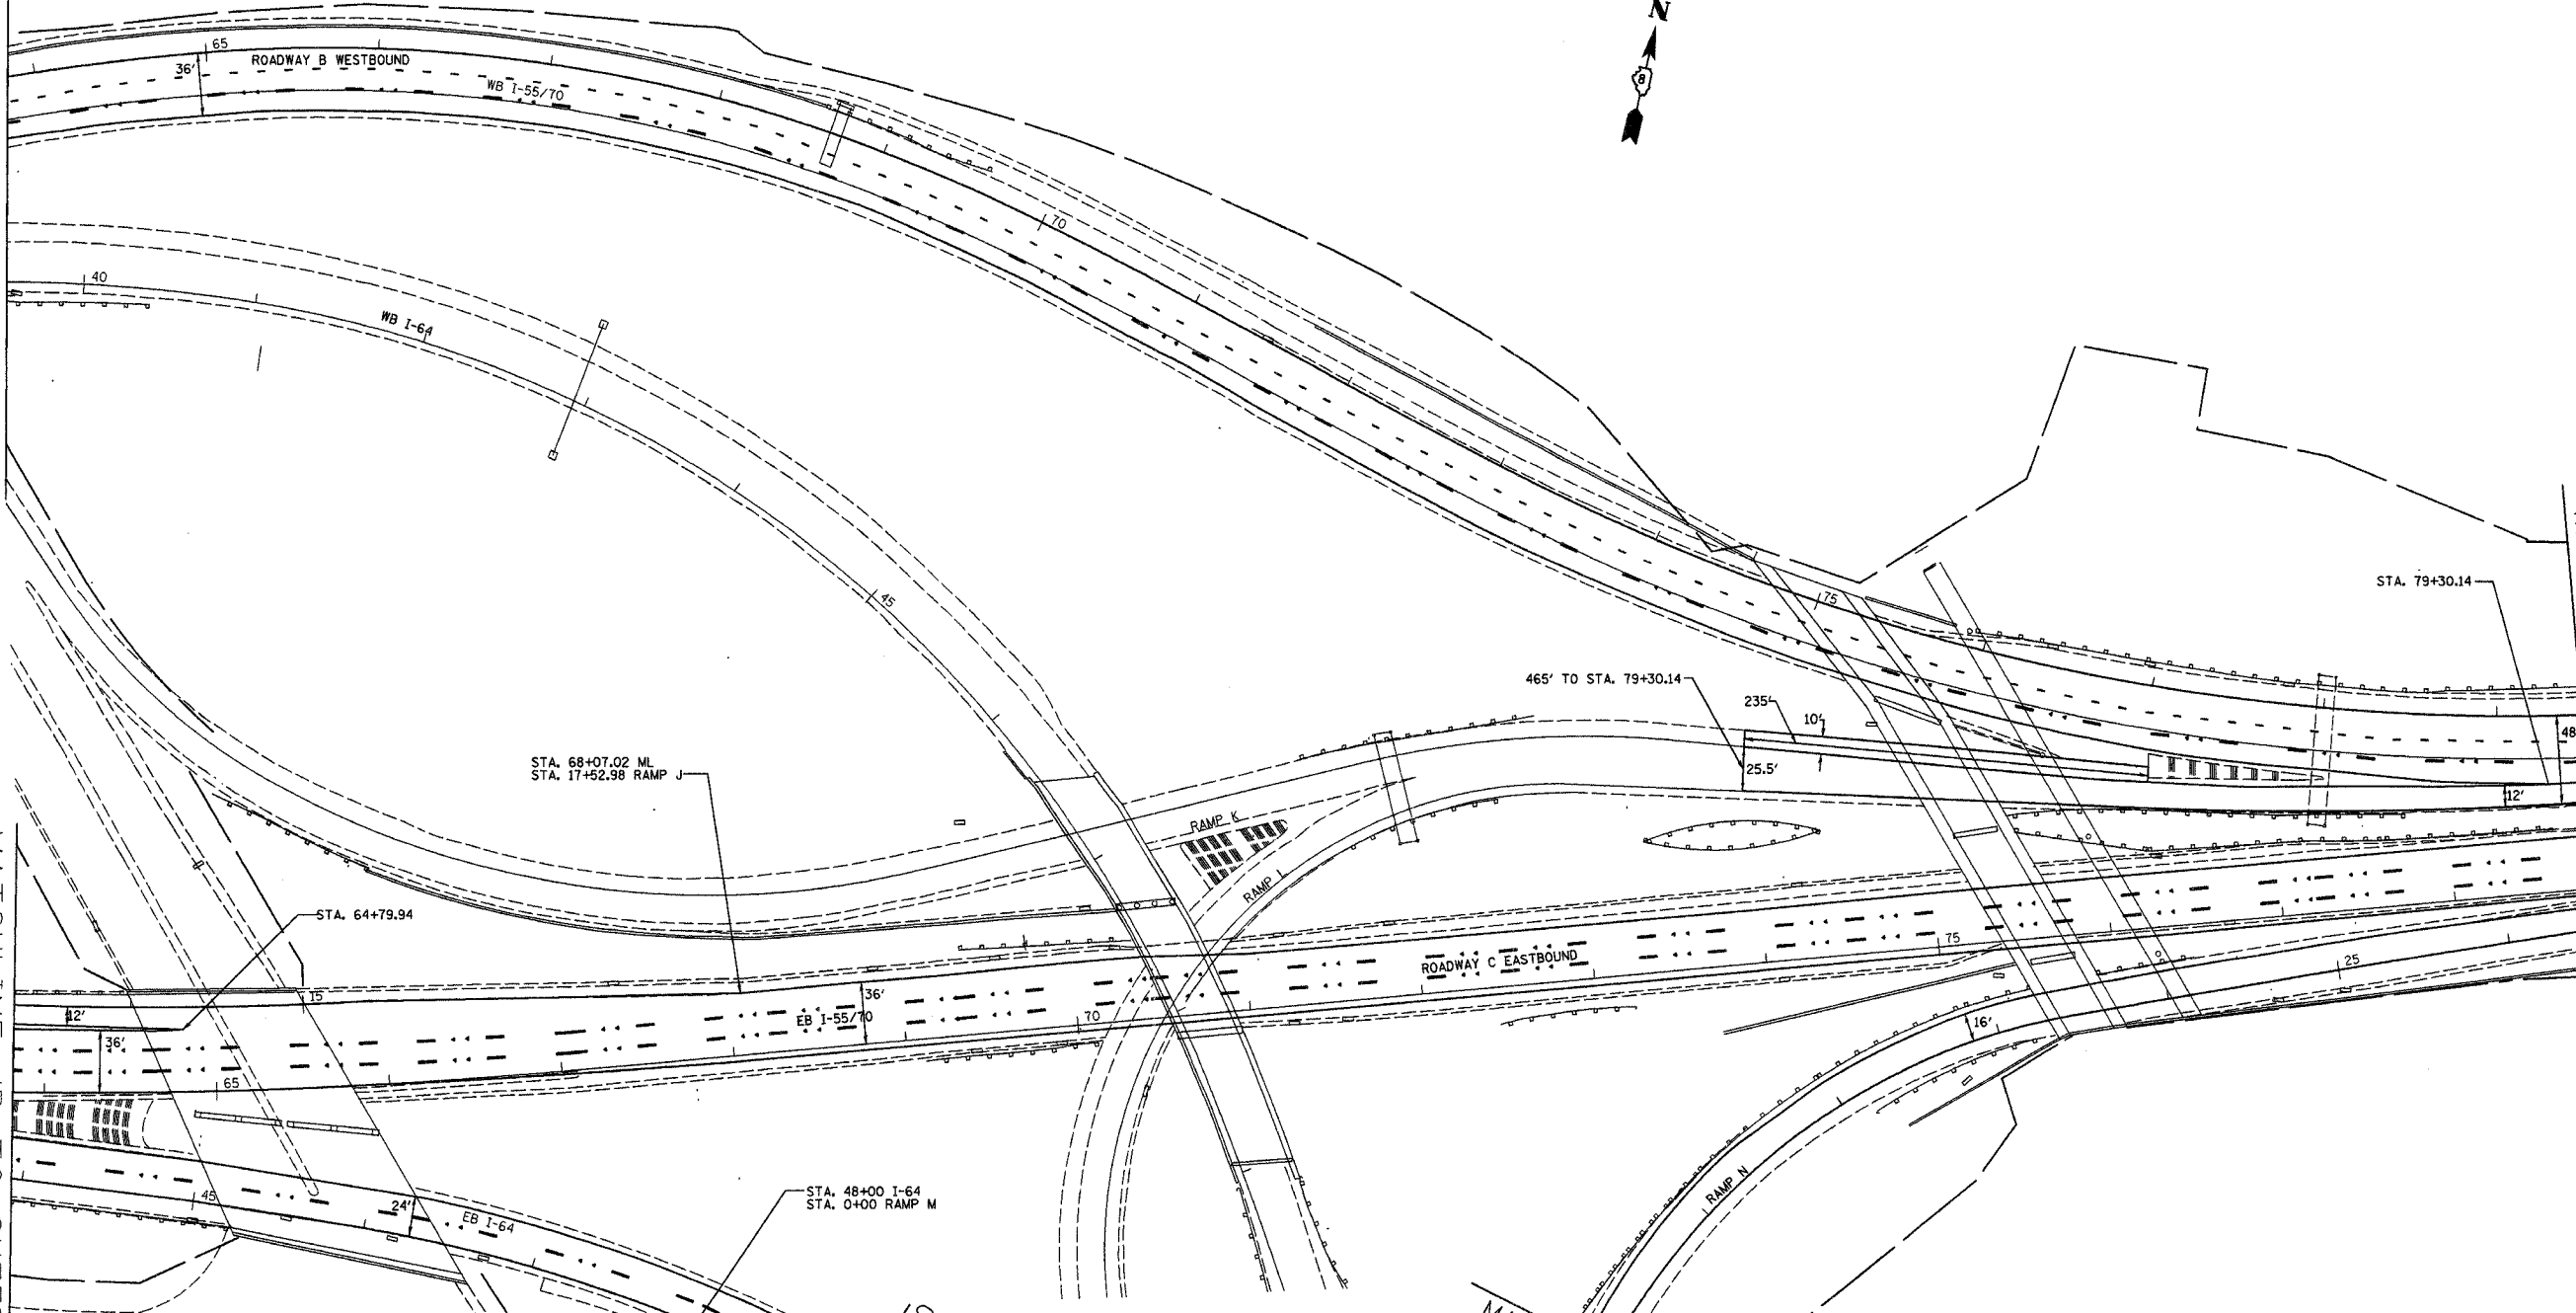 N
8
65
ROADWAY B WESTBOUND
36'
WB I-55/70
70
40
WB I-64
45
75
STA. 79+30.14
465' TO STA. 79+30.14
235'
10'
25.5'
48
12'
STA. 68+07.02 ML
STA. 17+52.98 RAMP J
RAMP K
RAMP L
STA. 64+79.94
15
12'
36'
36'
EB I-55/70
70
ROADWAY C EASTBOUND
75
25
16'
65
45
24'
EB I-64
STA. 48+00 I-64
STA. 0+00 RAMP M
RAMP N